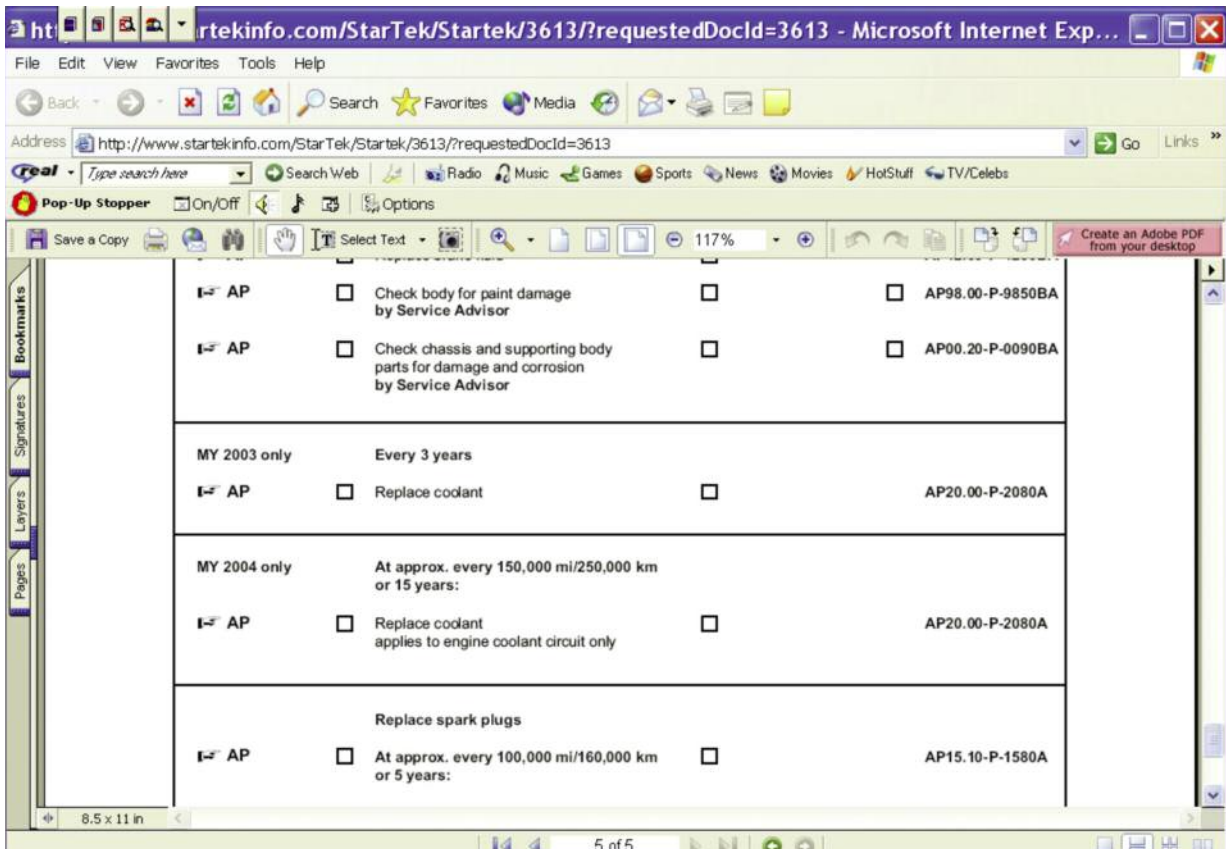 htt rtekinfo.com/StarTek/Startek/3613/?requestedDocId=3613 - Microsoft Internet Exp...
File Edit View Favorites Tools Help
Back Search Favorites Media
Address http://www.startekinfo.com/StarTek/Startek/3613/?requestedDocId=3613 Go Links »
real Type search here Search Web Radio Music Games Sports News Movies HotStuff TV/Celebs
Pop-Up Stopper On/Off Options
Save a Copy Select Text 117% Create an Adobe PDF
from your desktop
Bookmarks
Signatures
Layers
Pages
AP Check body for paint damage AP98.00-P-9850BA
by Service Advisor
AP Check chassis and supporting body AP00.20-P-0090BA
parts for damage and corrosion
by Service Advisor
MY 2003 only Every 3 years
AP Replace coolant AP20.00-P-2080A
MY 2004 only At approx. every 150,000 mi/250,000 km
or 15 years:
AP Replace coolant AP20.00-P-2080A
applies to engine coolant circuit only
Replace spark plugs
AP At approx. every 100,000 mi/160,000 km AP15.10-P-1580A
or 5 years:
8.5 x 11 in
5 of 5